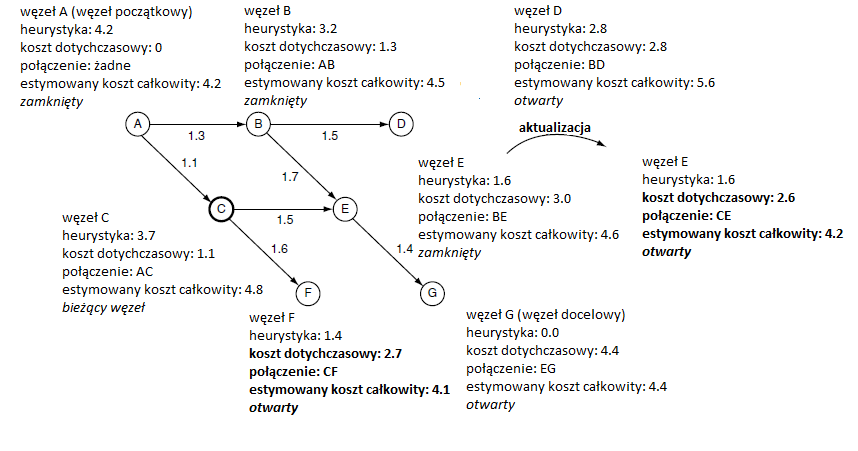 węzeł A (węzeł początkowy)
heurystyka: 4.2
koszt dotychczasowy: 0
połączenie: żadne
estymowany koszt całkowity: 4.2
zamknięty
węzeł B
heurystyka: 3.2
koszt dotychczasowy: 1.3
połączenie: AB
estymowany koszt całkowity: 4.5
zamknięty
węzeł D
heurystyka: 2.8
koszt dotychczasowy: 2.8
połączenie: BD
estymowany koszt całkowity: 5.6
otwarty
A
1.3
B
1.5
D
1.1
1.7
C
1.5
E
1.6
1.4
F
G
aktualizacja
węzeł E
heurystyka: 1.6
koszt dotychczasowy: 3.0
połączenie: BE
estymowany koszt całkowity: 4.6
zamknięty
węzeł E
heurystyka: 1.6
koszt dotychczasowy: 2.6
połączenie: CE
estymowany koszt całkowity: 4.2
otwarty
węzeł C
heurystyka: 3.7
koszt dotychczasowy: 1.1
połączenie: AC
estymowany koszt całkowity: 4.8
bieżący węzeł
węzeł F
heurystyka: 1.4
koszt dotychczasowy: 2.7
połączenie: CF
estymowany koszt całkowity: 4.1
otwarty
węzeł G (węzeł docelowy)
heurystyka: 0.0
koszt dotychczasowy: 4.4
połączenie: EG
estymowany koszt całkowity: 4.4
otwarty